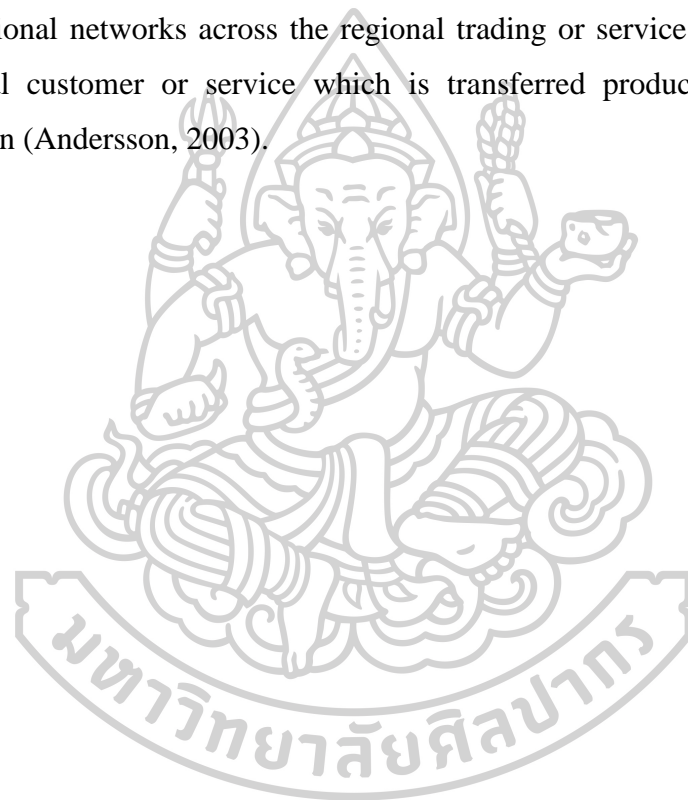 ional networks across the regional trading or service
l customer or service which is transferred produc
n (Andersson, 2003).
มหาวิทยาลัยศิลปากร